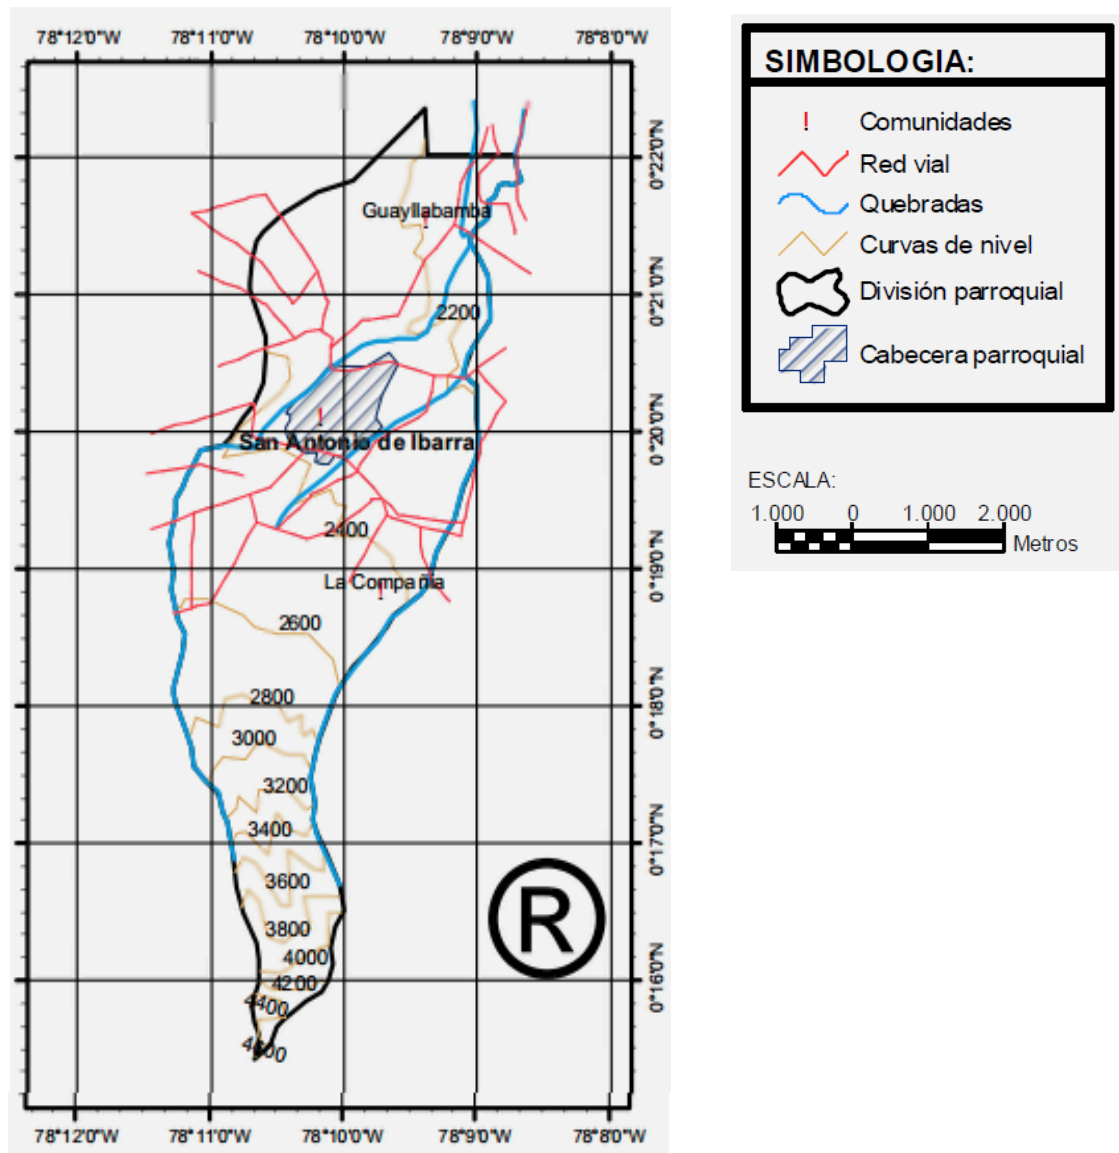 78°12'0"W 78°11'0"W 78°10'0"W 78°9'0"W 78°8'0"W
0°22'0"N
Guayllabamba
!
0°21'0"N
2200
!
0°20'0"N
San Antonio de Ibarra
2400
0°19'0"N
La Compañia
!
2600
2800
0°18'0"N
3000
3200
3400
0°17'0"N
3600
3800
4000
0°16'0"N
4200
4400
4600
78°12'0"W 78°11'0"W 78°10'0"W 78°9'0"W 78°8'0"W
R
SIMBOLOGIA:
! Comunidades
Red vial
Quebradas
Curvas de nivel
División parroquial
Cabecera parroquial
ESCALA:
1.000 0 1.000 2.000
Metros